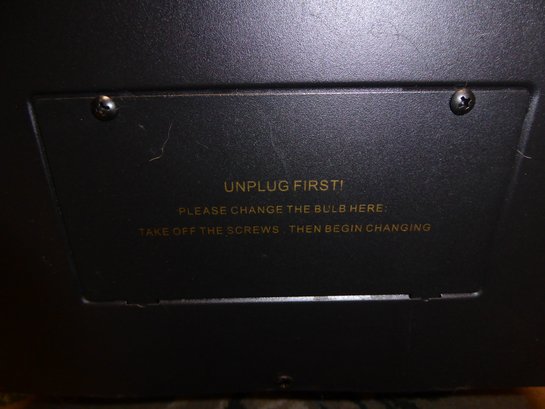 UNPLUG FIRST!
PLEASE CHANGE THE BULB HERE:
TAKE OFF THE SCREWS , THEN BEGIN CHANGING